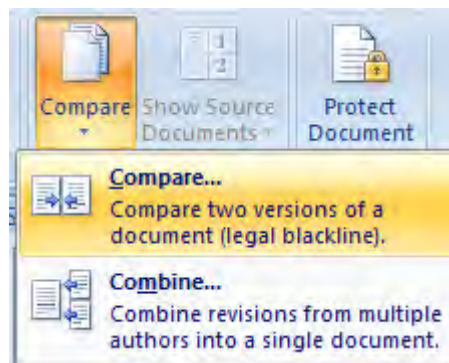 Compare Show Source Protect
Documents Document
Compare...
Compare two versions of a
document (legal blackline).
Combine...
Combine revisions from multiple
authors into a single document.